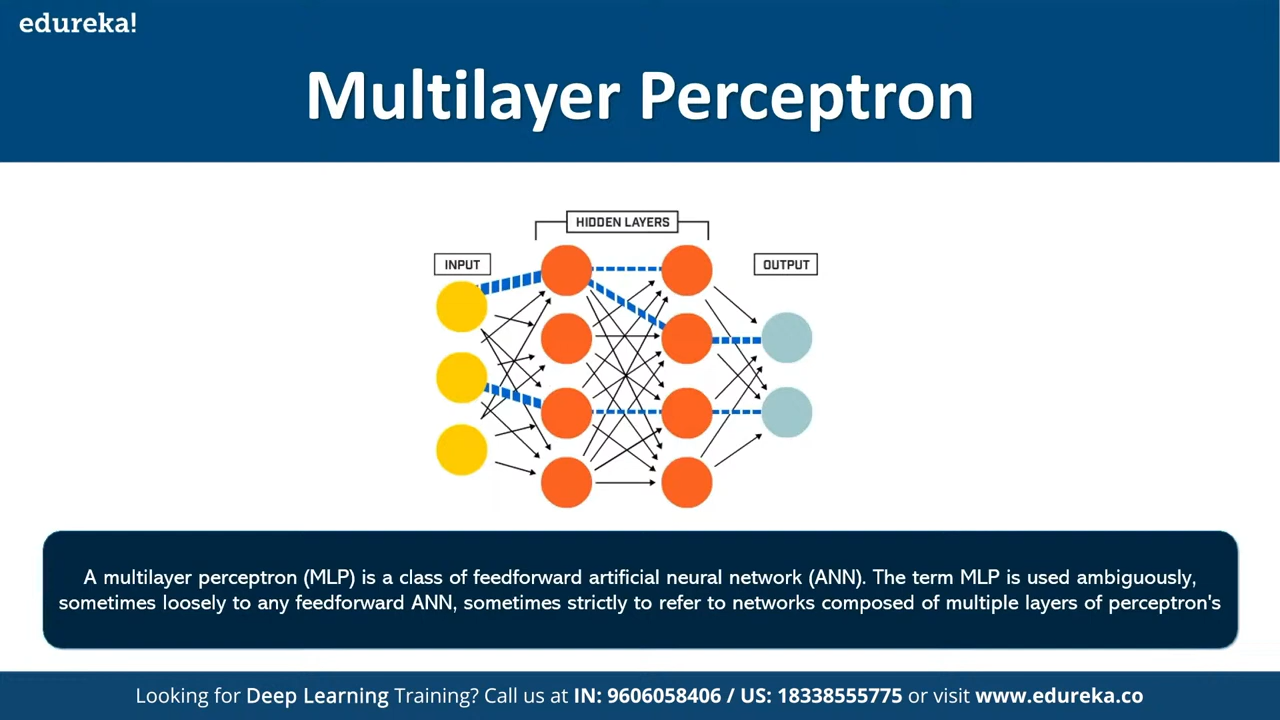 edureka!
Multilayer Perceptron
HIDDEN LAYERS
INPUT
OUTPUT
A multilayer perceptron (MLP) is a class of feedforward artificial neural network (ANN). The term MLP is used ambiguously,
sometimes loosely to any feedforward ANN, sometimes strictly to refer to networks composed of multiple layers of perceptron's
Looking for Deep Learning Training? Call us at IN: 9606058406 / US: 18338555775 or visit www.edureka.co